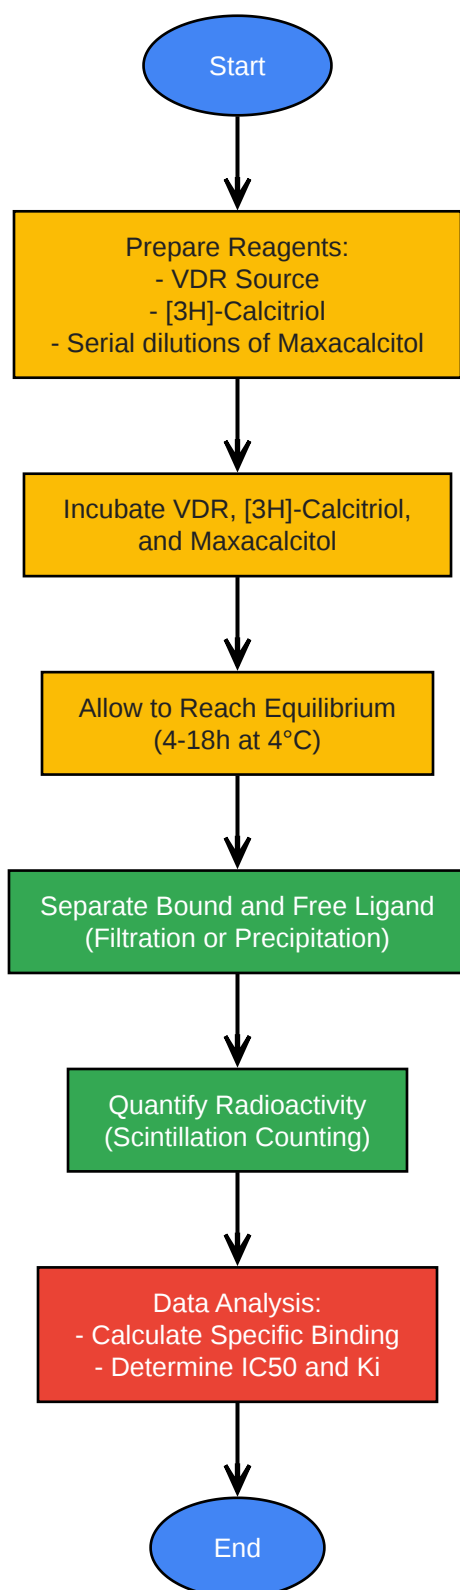 Start
Prepare Reagents:
- VDR Source
- [3H]-Calcitriol
- Serial dilutions of Maxacalcitol
Incubate VDR, [3H]-Calcitriol,
and Maxacalcitol
Allow to Reach Equilibrium
(4-18h at 4°C)
Separate Bound and Free Ligand
(Filtration or Precipitation)
Quantify Radioactivity
(Scintillation Counting)
Data Analysis:
- Calculate Specific Binding
- Determine IC50 and Ki
End